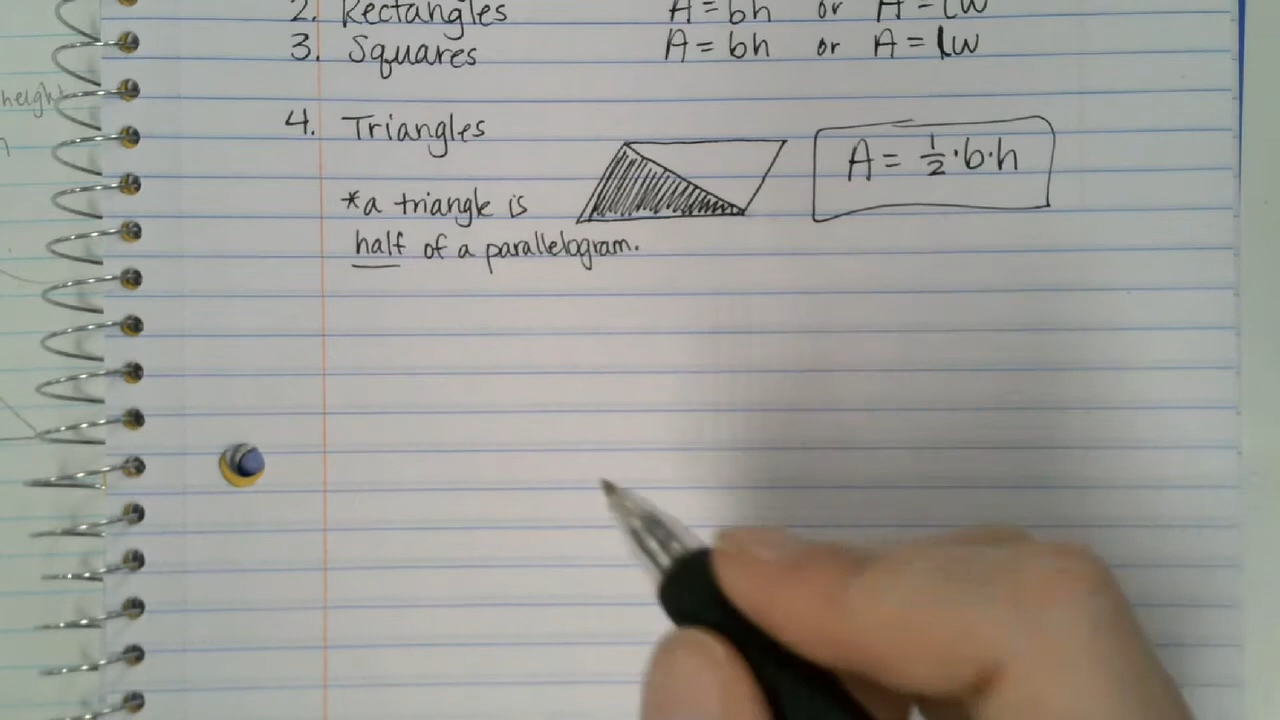 height
2. Rectangles A = bh or A = lw
3. Squares A = bh or A = lw
4. Triangles
A = 1/2 · b · h
*a triangle is
half of a parallelogram.